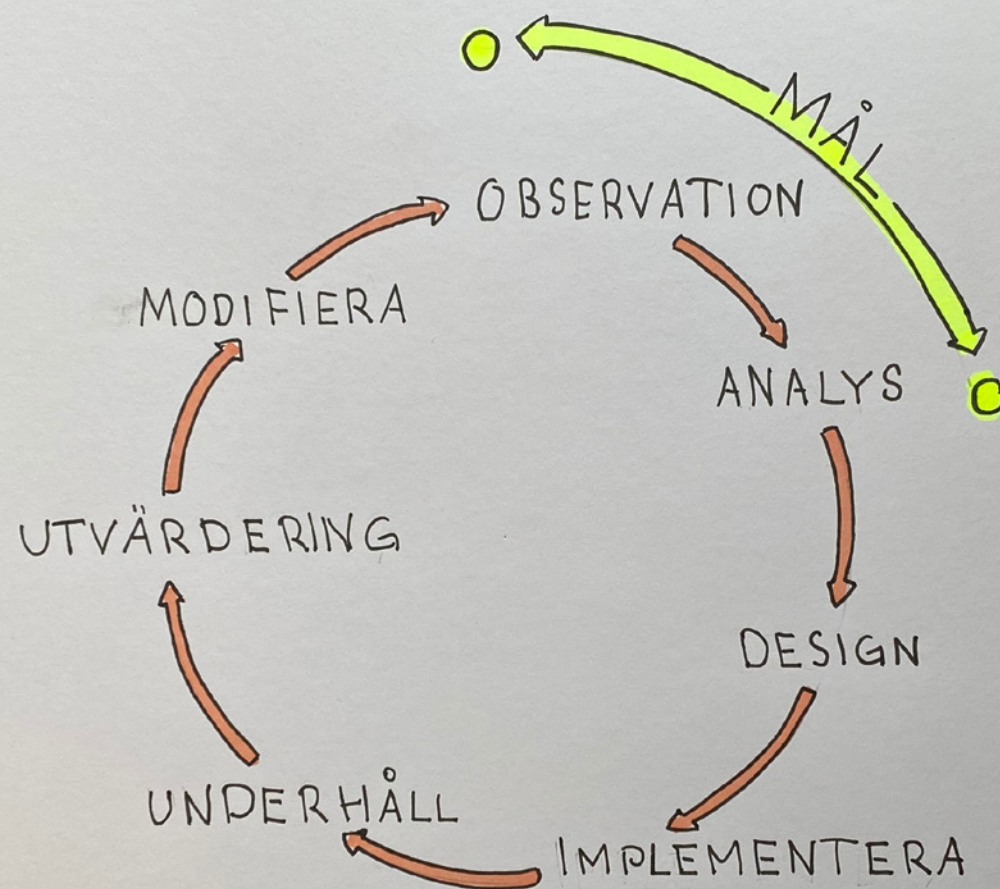 MÅL
OBSERVATION
ANALYS
DESIGN
IMPLEMENTERA
UNDERHÅLL
UTVÄRDERING
MODIFIERA